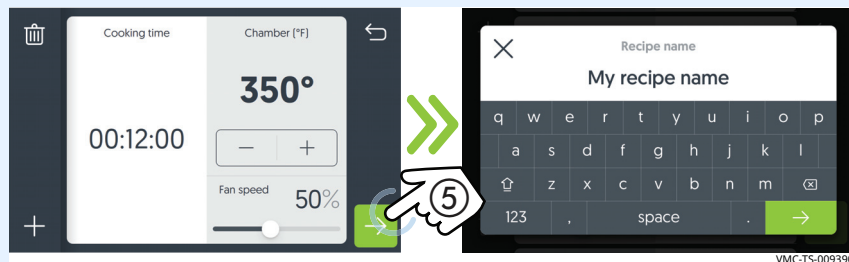 Cooking time
Chamber (°F)
350°
00:12:00
− +
Fan speed
50%
5
Recipe name
My recipe name
q w e r t y u i o p
a s d f g h j k l
z x c v b n m
123 , space .
VMC-TS-009390